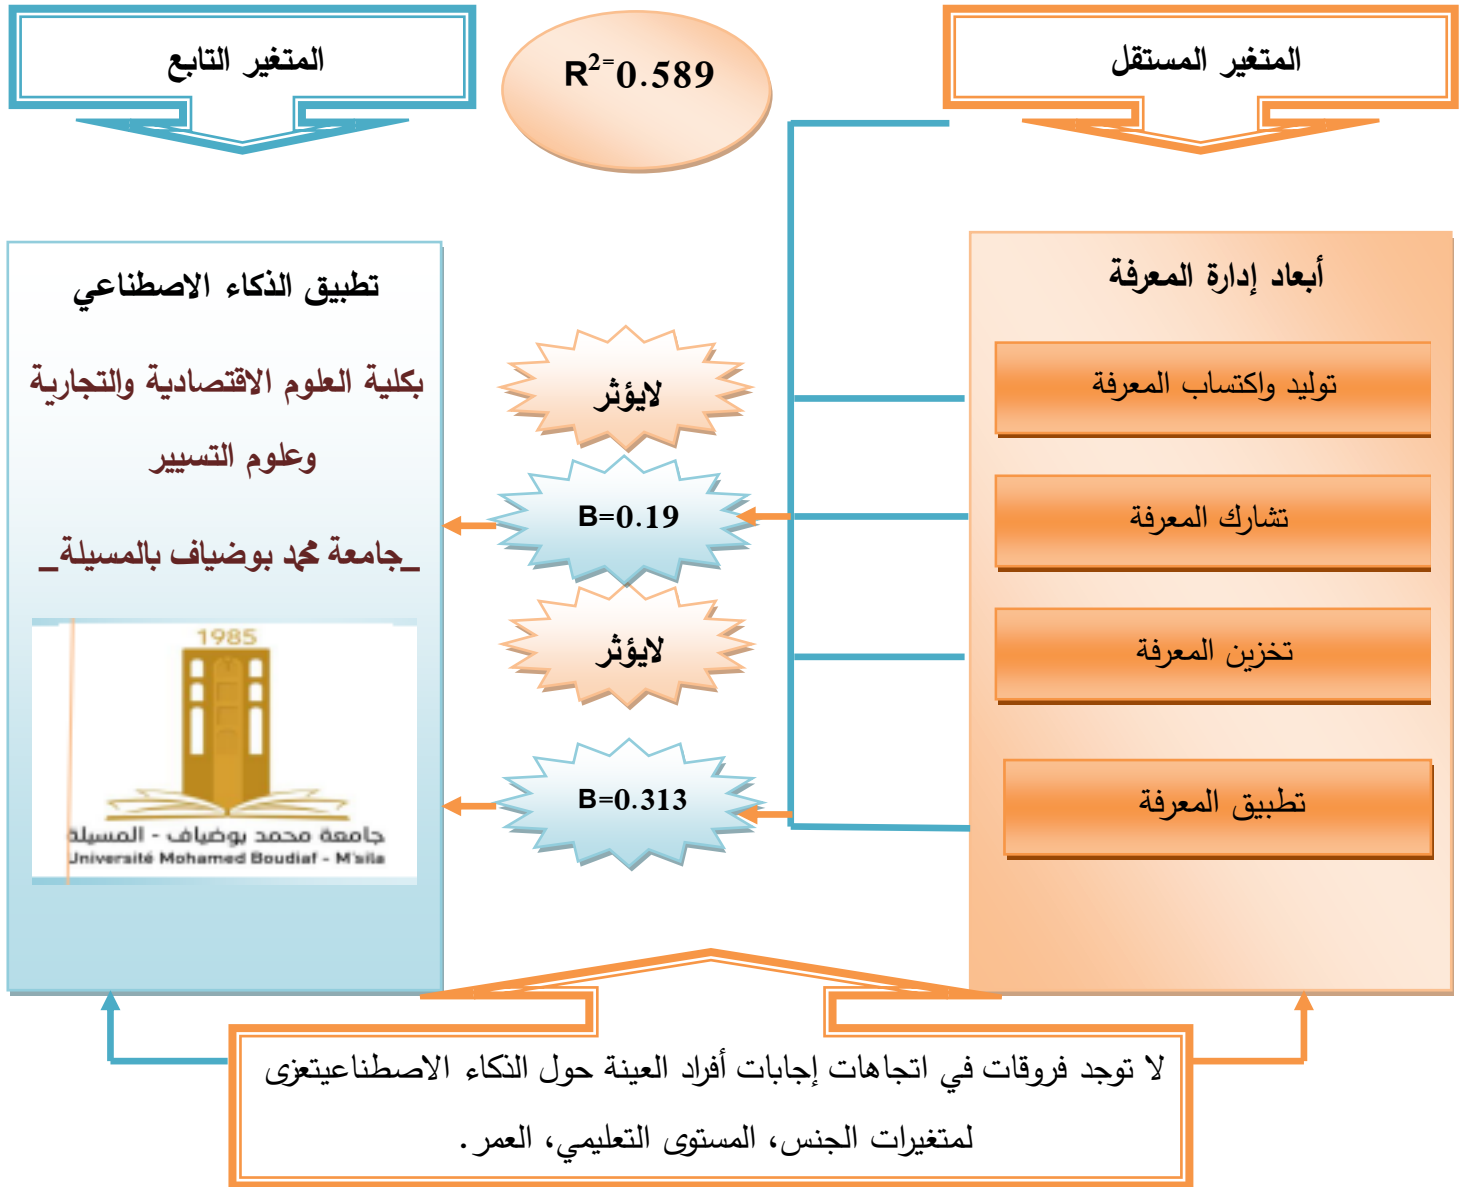 المتغير المستقل
R²⁼0.589
المتغير التابع
أبعاد إدارة المعرفة
توليد واكتساب المعرفة
تشارك المعرفة
تخزين المعرفة
تطبيق المعرفة
لايؤثر
B=0.19
لايؤثر
B=0.313
تطبيق الذكاء الاصطناعي
بكلية العلوم الاقتصادية والتجارية
وعلوم التسيير
_جامعة محمد بوضياف بالمسيلة_
1985
جامعة محمد بوضياف - المسيلة
Université Mohamed Boudiaf - M'sila
لا توجد فروقات في اتجاهات إجابات أفراد العينة حول الذكاء الاصطناعيتعزى
لمتغيرات الجنس، المستوى التعليمي، العمر.